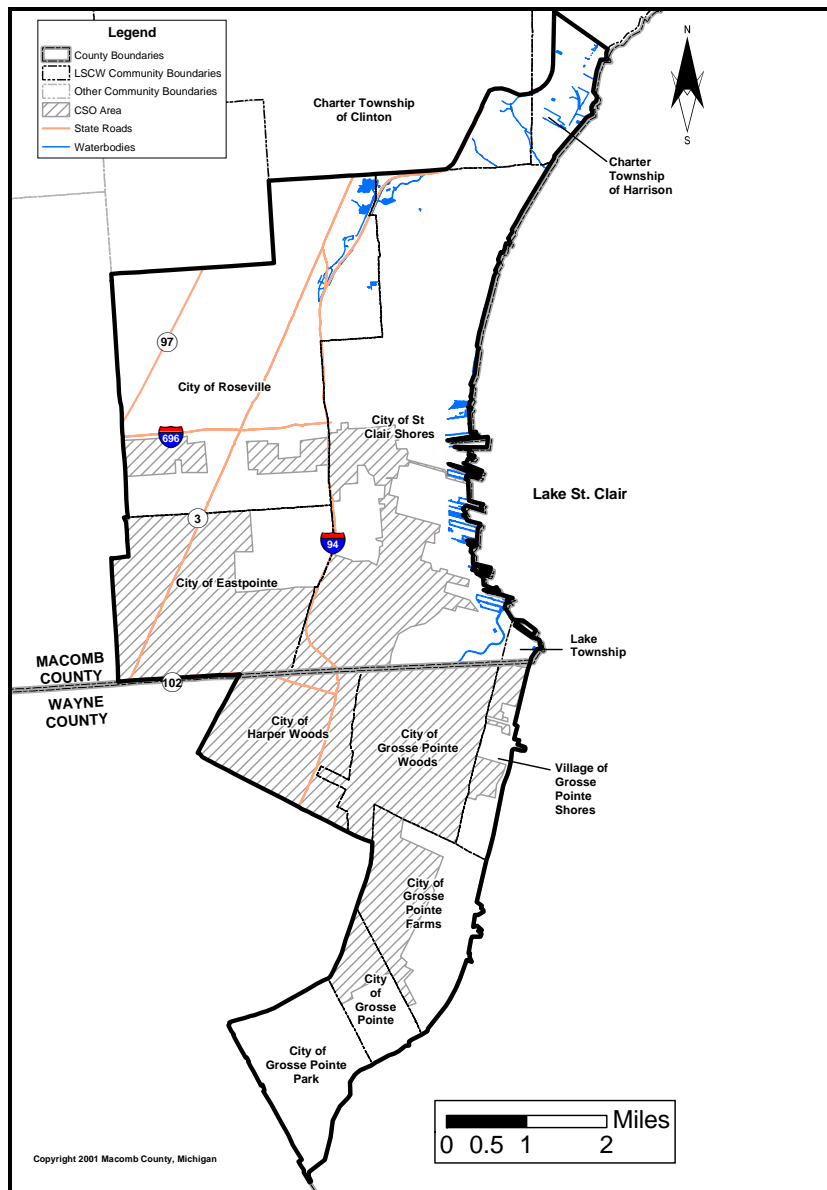 Legend
County Boundaries
LSCW Community Boundaries
Other Community Boundaries
CSO Area
State Roads
Waterbodies
N
S
Charter Township
of Clinton
Charter
Township
of Harrison
97
City of Roseville
696
City of St
Clair Shores
Lake St. Clair
3
94
City of Eastpointe
Lake
Township
MACOMB
COUNTY
102
WAYNE
COUNTY
City of
Harper Woods
City of
Grosse Pointe
Woods
Village of
Grosse
Pointe
Shores
City of
Grosse
Pointe
Farms
City
of
Grosse
Pointe
City of
Grosse Pointe
Park
Miles
0 0.5 1 2
Copyright 2001 Macomb County, Michigan